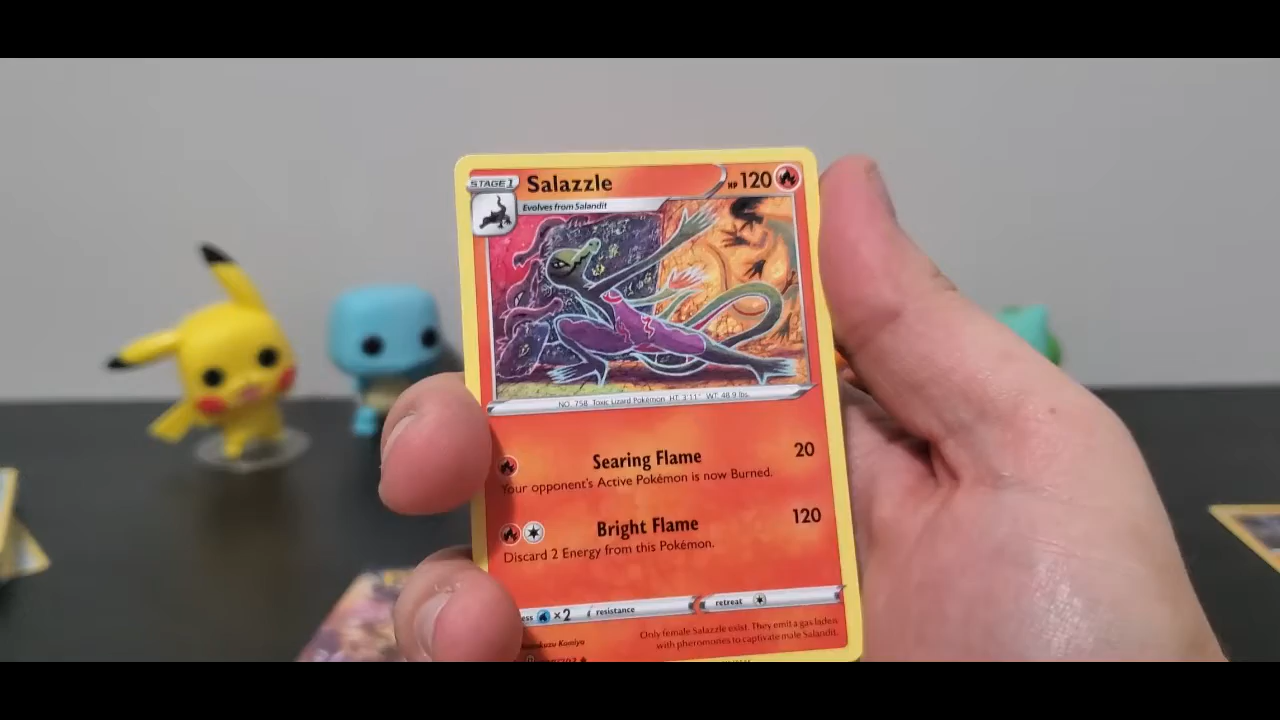 STAGE 1 Salazzle HP 120
Evolves from Salandit
NO. 758 Toxic Lizard Pokémon HT: 3'11" WT: 48.9 lbs.
Searing Flame 20
Your opponent's Active Pokémon is now Burned.
Bright Flame 120
Discard 2 Energy from this Pokémon.
×2 resistance retreat
Only female Salazzle exist. They emit a gas laden
with pheromones to captivate male Salandit.
Komiya